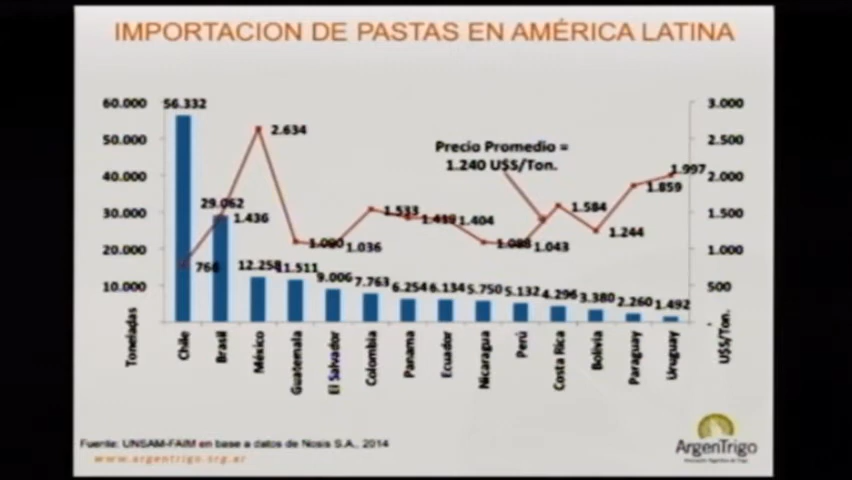 IMPORTACION DE PASTAS EN AMÉRICA LATINA
60.000
50.000
40.000
30.000
20.000
10.000
Toneladas
3.000
2.500
2.000
1.500
1.000
500
-
U$S/Ton.
Precio Promedio =
1.240 U$S/Ton.
56.332
29.062
12.258
11.511
9.006
7.763
6.254
6.134
5.750
5.132
4.296
3.380
2.260
1.492
766
1.436
2.634
1.036
1.533
1.404
1.043
1.584
1.244
1.859
1.997
Chile
Brasil
México
Guatemala
El Salvador
Colombia
Panama
Ecuador
Nicaragua
Perú
Costa Rica
Bolivia
Paraguay
Uruguay
Fuente: UNSAM-FAIM en base a datos de Nosis S.A., 2014
www.argentrigo.org.ar
ArgenTrigo